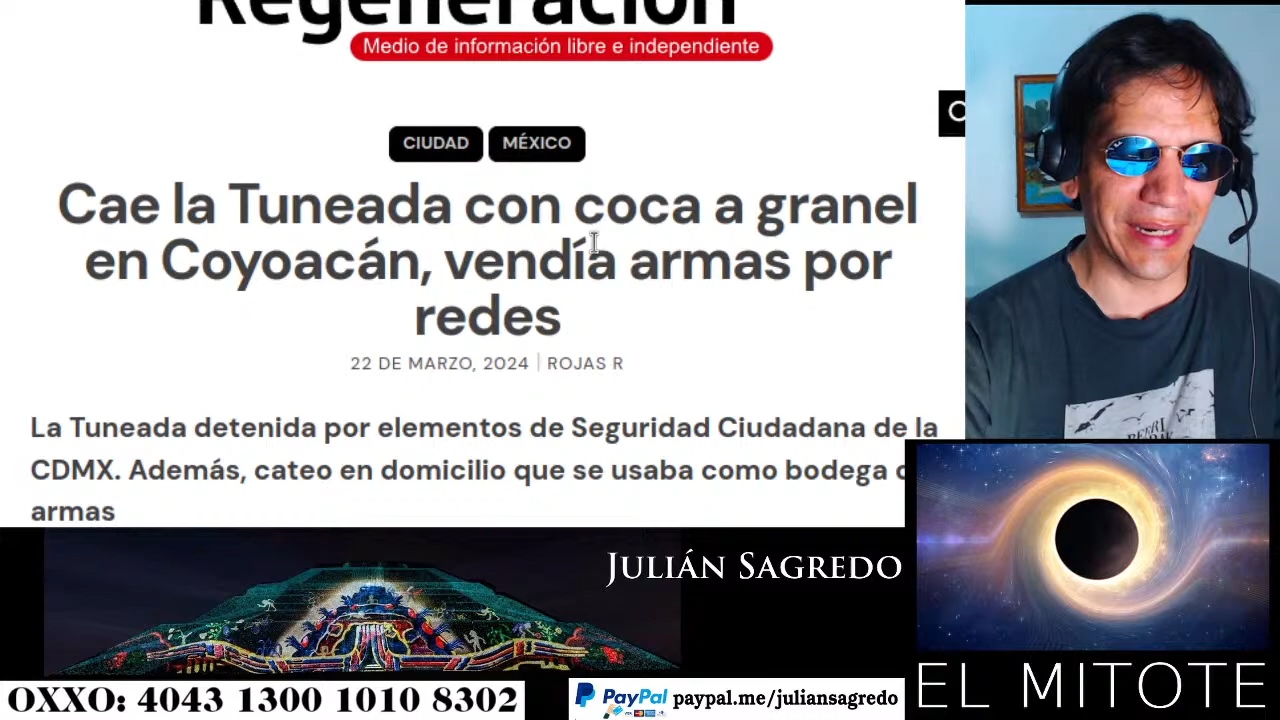 Regeneración
Medio de información libre e independiente
CIUDAD MÉXICO
Cae la Tuneada con coca a granel
en Coyoacán, vendía armas por
redes
22 DE MARZO, 2024 | ROJAS R
La Tuneada detenida por elementos de Seguridad Ciudadana de la
CDMX. Además, cateo en domicilio que se usaba como bodega
armas
JULIÁN SAGREDO
EL MITOTE
OXXO: 4043 1300 1010 8302
PayPal paypal.me/juliansagredo